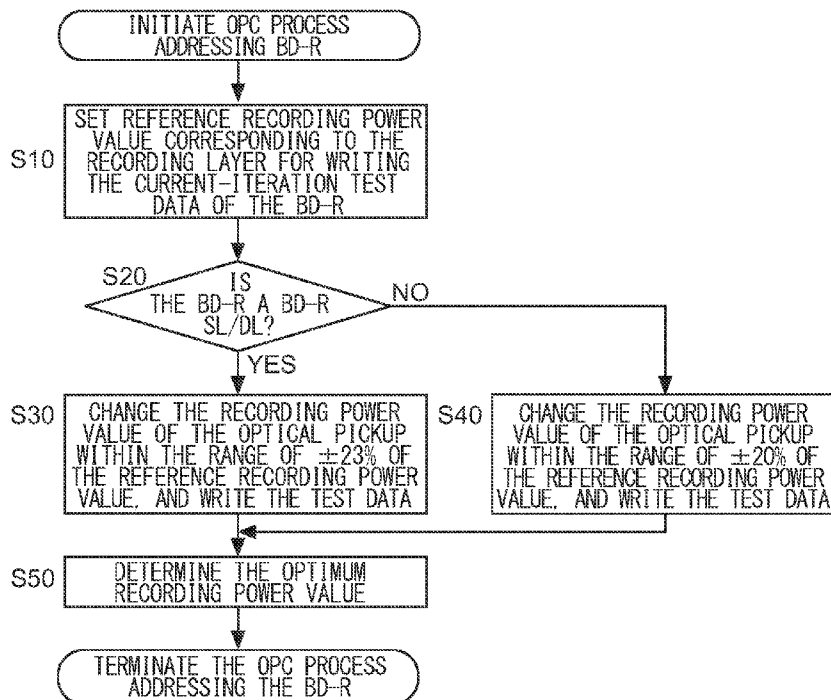 INITIATE OPC PROCESS
ADDRESSING BD-R
S10
SET REFERENCE RECORDING POWER
VALUE CORRESPONDING TO THE
RECORDING LAYER FOR WRITING
THE CURRENT-ITERATION TEST
DATA OF THE BD-R
S20
IS
THE BD-R A BD-R
SL/DL?
NO
YES
S30
CHANGE THE RECORDING POWER
VALUE OF THE OPTICAL PICKUP
WITHIN THE RANGE OF ±23% OF
THE REFERENCE RECORDING POWER
VALUE, AND WRITE THE TEST DATA
S40
CHANGE THE RECORDING POWER
VALUE OF THE OPTICAL PICKUP
WITHIN THE RANGE OF ±20% OF
THE REFERENCE RECORDING POWER
VALUE, AND WRITE THE TEST DATA
S50
DETERMINE THE OPTIMUM
RECORDING POWER VALUE
TERMINATE THE OPC PROCESS
ADDRESSING THE BD-R